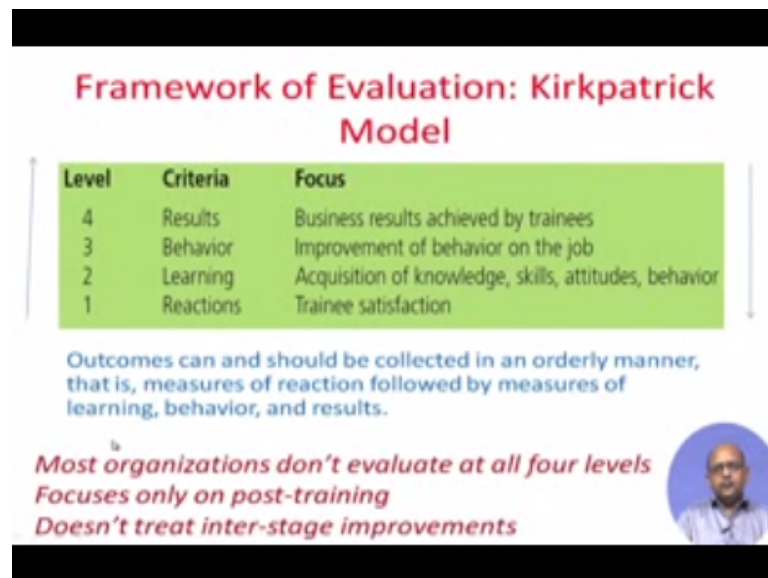 Framework of Evaluation: Kirkpatrick
Model
Level Criteria Focus
4 Results Business results achieved by trainees
3 Behavior Improvement of behavior on the job
2 Learning Acquisition of knowledge, skills, attitudes, behavior
1 Reactions Trainee satisfaction
Outcomes can and should be collected in an orderly manner,
that is, measures of reaction followed by measures of
learning, behavior, and results.
Most organizations don't evaluate at all four levels
Focuses only on post-training
Doesn't treat inter-stage improvements